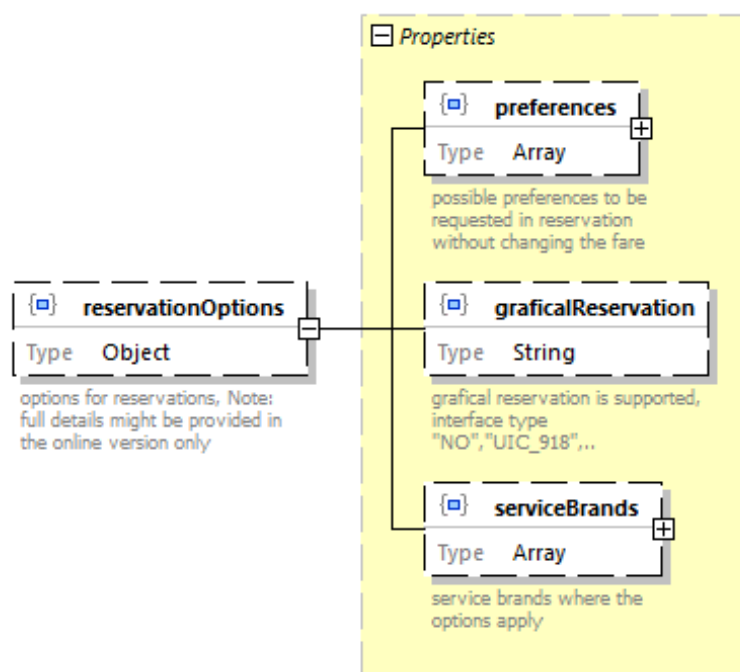 Properties
{} preferences
Type Array
possible preferences to be
requested in reservation
without changing the fare
{} reservationOptions
Type Object
options for reservations, Note:
full details might be provided in
the online version only
{} graficalReservation
Type String
grafical reservation is supported,
interface type
"NO","UIC_918",..
{} serviceBrands
Type Array
service brands where the
options apply